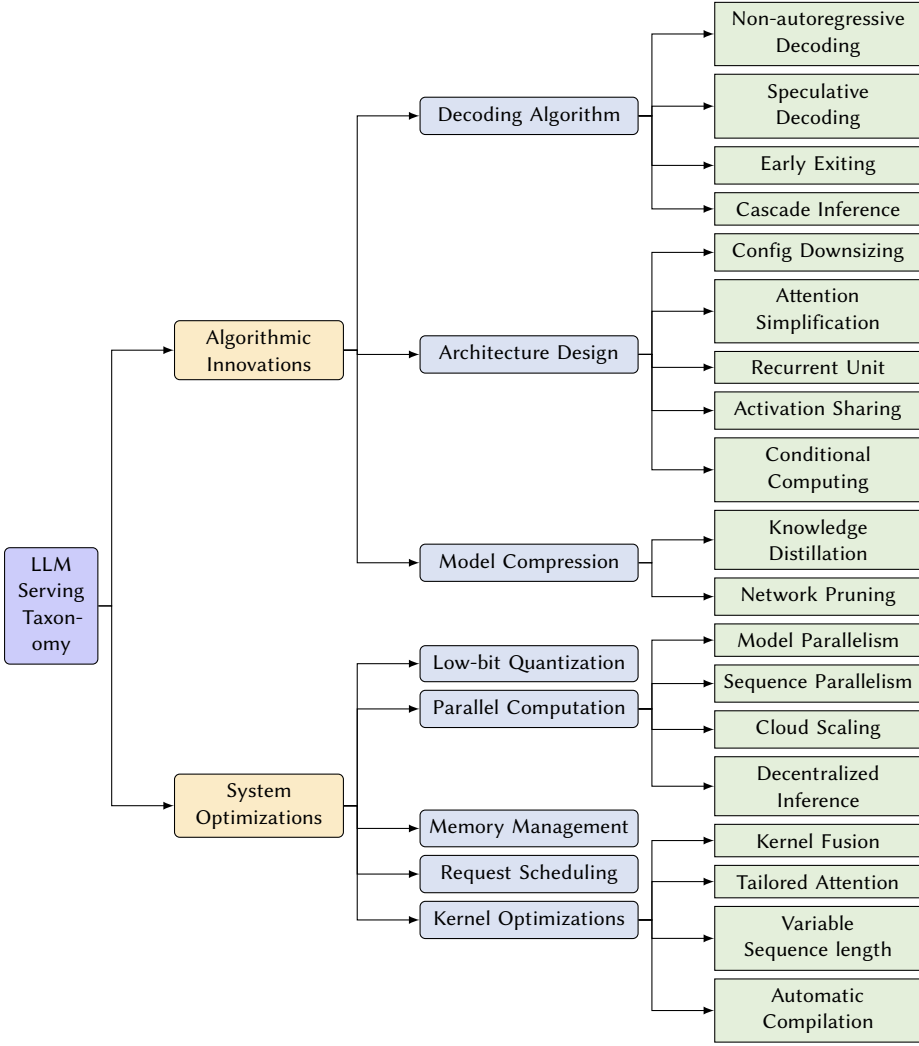 LLM
Serving
Taxon-
omy
Algorithmic
Innovations
Decoding Algorithm
Non-autoregressive
Decoding
Speculative
Decoding
Early Exiting
Cascade Inference
Architecture Design
Config Downsizing
Attention
Simplification
Recurrent Unit
Activation Sharing
Conditional
Computing
Model Compression
Knowledge
Distillation
Network Pruning
System
Optimizations
Low-bit Quantization
Parallel Computation
Model Parallelism
Sequence Parallelism
Cloud Scaling
Decentralized
Inference
Memory Management
Request Scheduling
Kernel Optimizations
Kernel Fusion
Tailored Attention
Variable
Sequence length
Automatic
Compilation